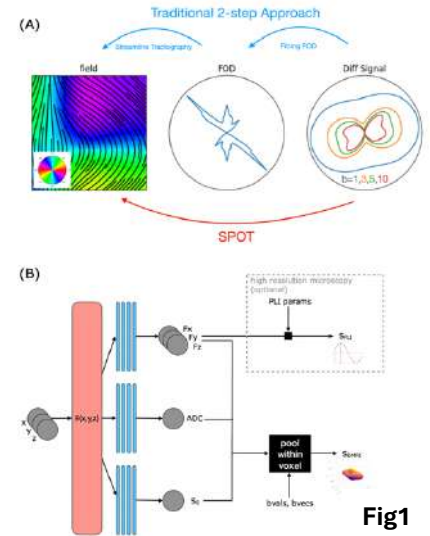 Traditional 2-step Approach
(A)
Streamline Tractography
Fitting FOD
field
FOD
Diff Signal
b=1,3,5,10
SPOT
(B)
high resolution microscopy
(optional)
PLI params
Fx
Fy
Fz
S_PLI
x
y
z
R(x,y,z)
ADC
pool
within
voxel
S_DMRI
S_0
bvals, bvecs
Fig1